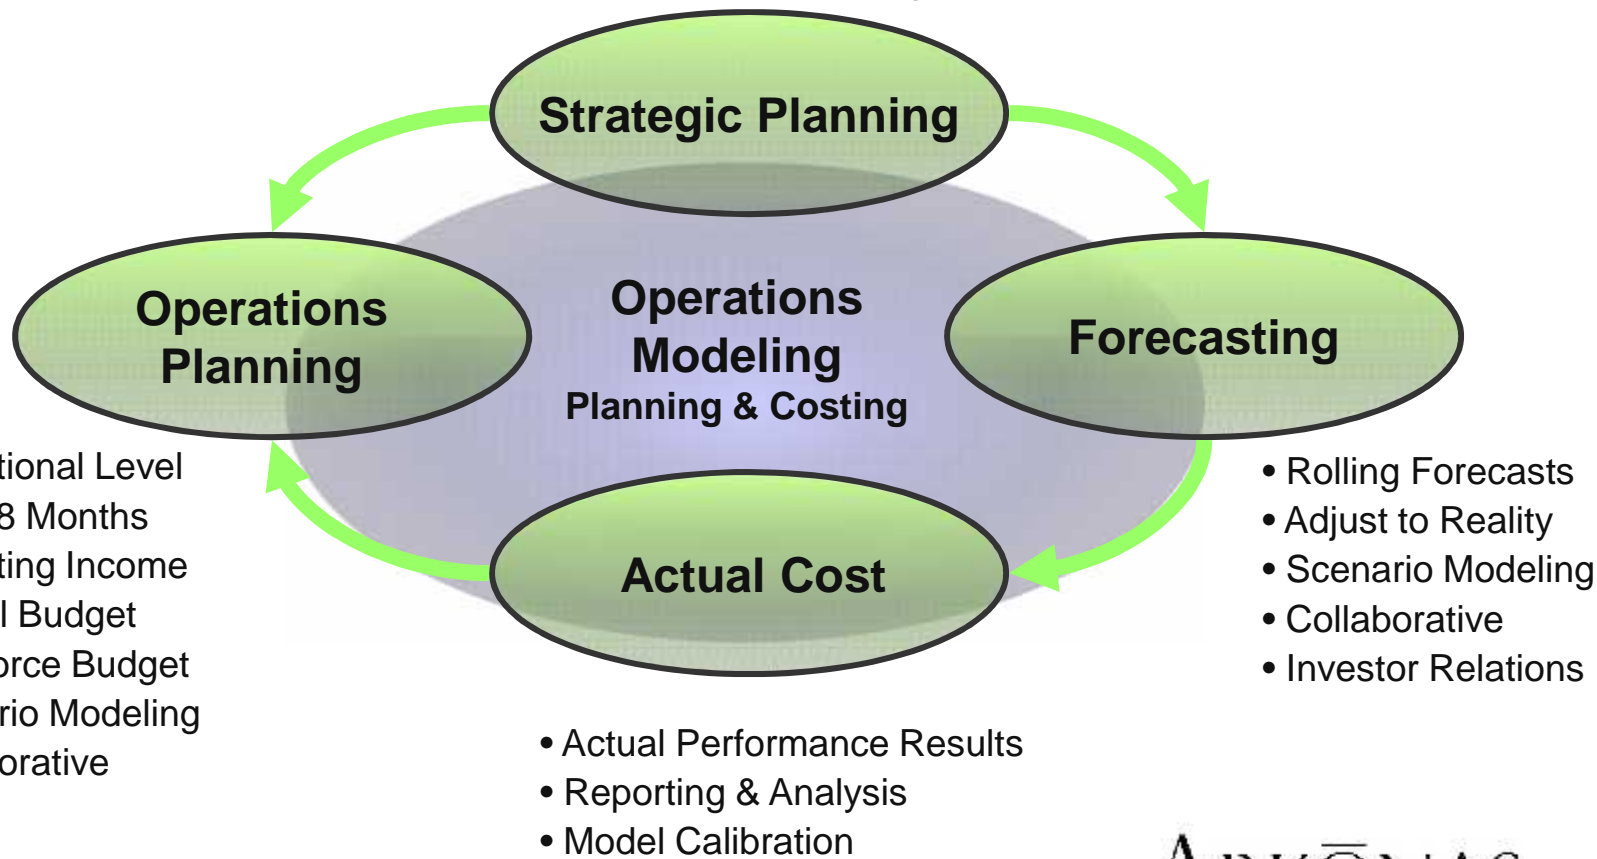 Strategic Planning
Operations
Planning
Operations
Modeling
Planning & Costing
Forecasting
Actual Cost
tional Level
8 Months
ting Income
l Budget
orce Budget
rio Modeling
orative
• Rolling Forecasts
• Adjust to Reality
• Scenario Modeling
• Collaborative
• Investor Relations
• Actual Performance Results
• Reporting & Analysis
• Model Calibration